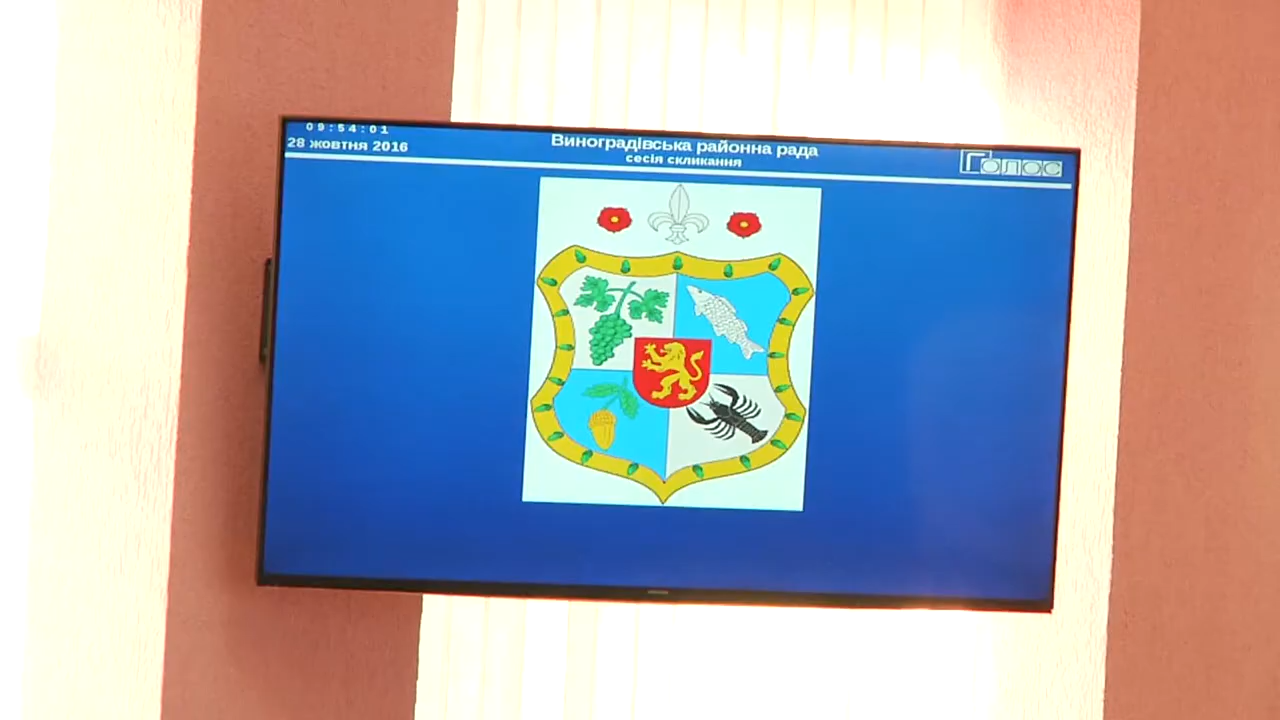 09:54:01
28 жовтня 2016
Виноградівська районна рада
сесія скликання
Голос